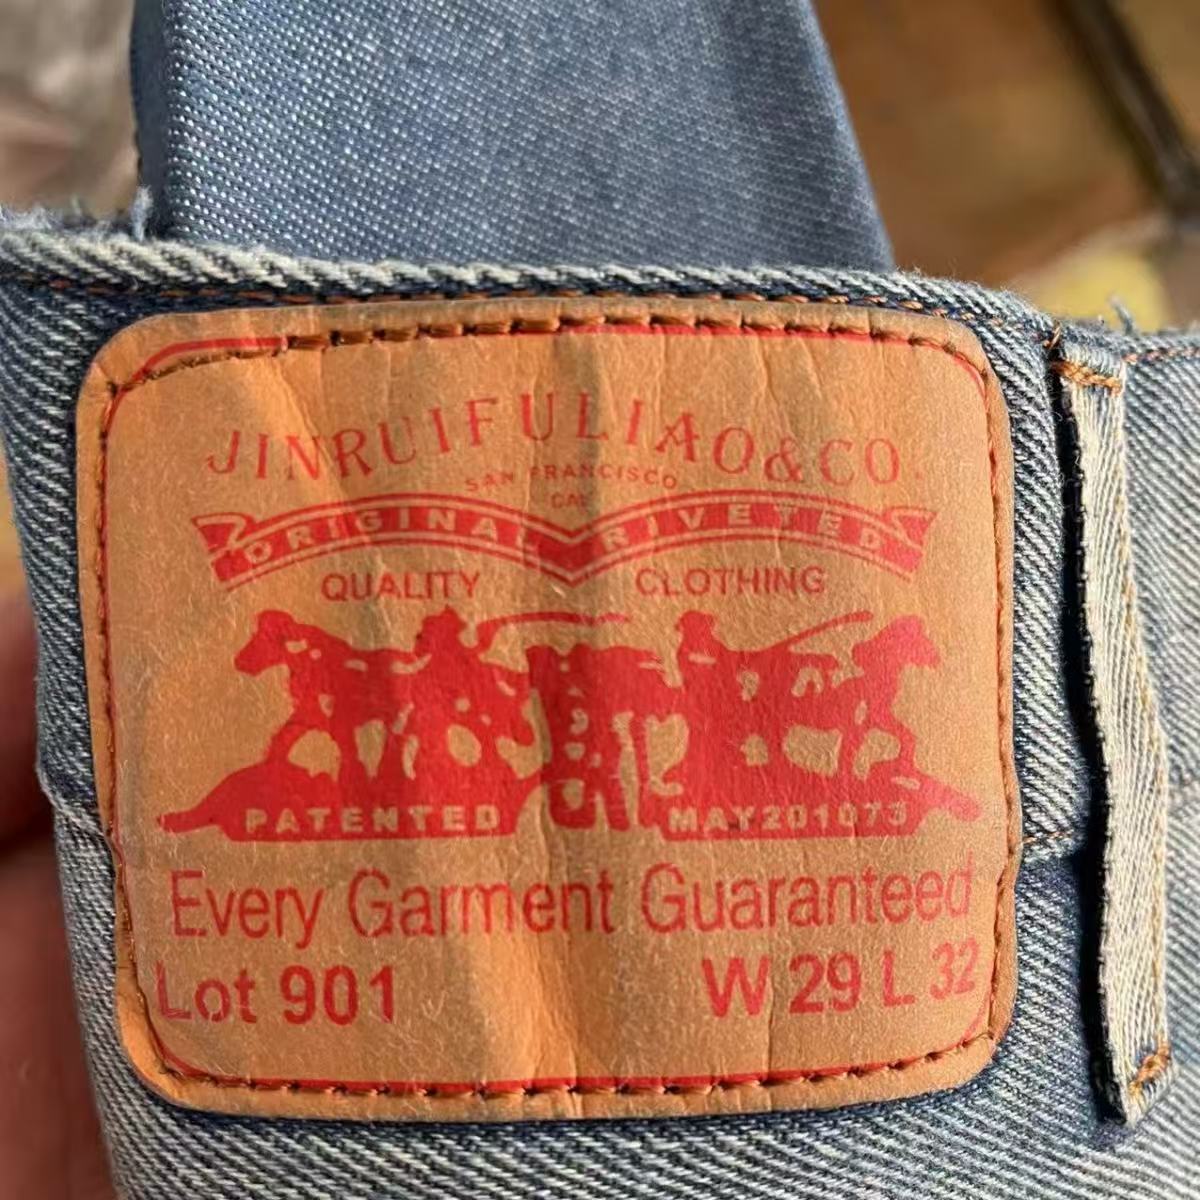 JINRUIFULIAO&CO.
SAN FRANCISCO
CAL
ORIGINAL RIVETED
QUALITY CLOTHING
PATENTED MAY201073
Every Garment Guaranteed
Lot 901 W 29 L 32